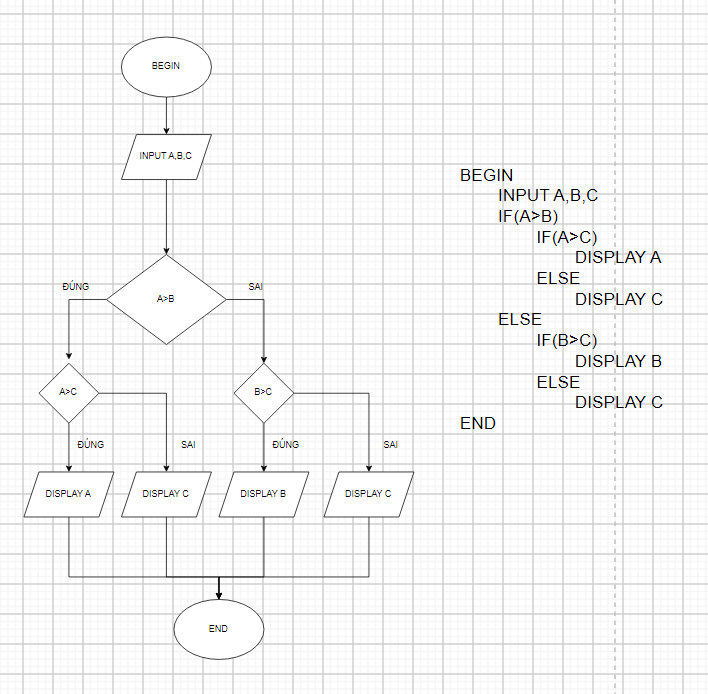 BEGIN
INPUT A,B,C
A>B
ĐÚNG
SAI
A>C
B>C
ĐÚNG
SAI
ĐÚNG
SAI
DISPLAY A
DISPLAY C
DISPLAY B
DISPLAY C
END
BEGIN
INPUT A,B,C
IF(A>B)
IF(A>C)
DISPLAY A
ELSE
DISPLAY C
ELSE
IF(B>C)
DISPLAY B
ELSE
DISPLAY C
END